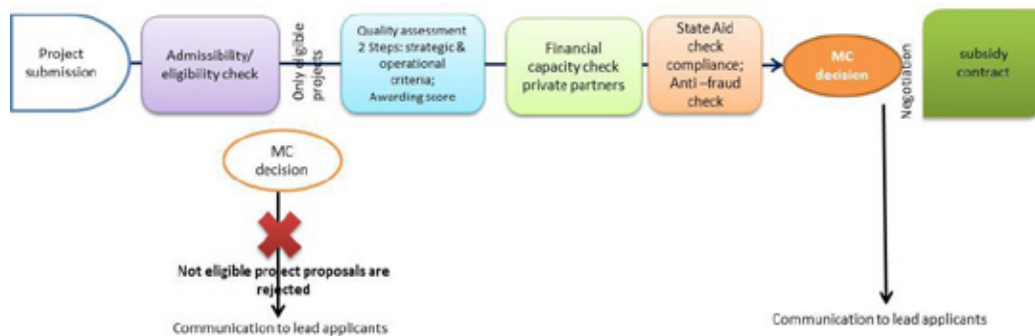 Project
submission
Admissibility/
eligibility check
Only eligible
projects
Quality assessment
2 Steps: strategic &
operational
criteria;
Awarding score
Financial
capacity check
private partners
State Aid
check
compliance;
Anti –fraud
check
MC
decision
Negotiation
subsidy
contract
MC
decision
Not eligible project proposals are
rejected
Communication to lead applicants
Communication to lead applicants